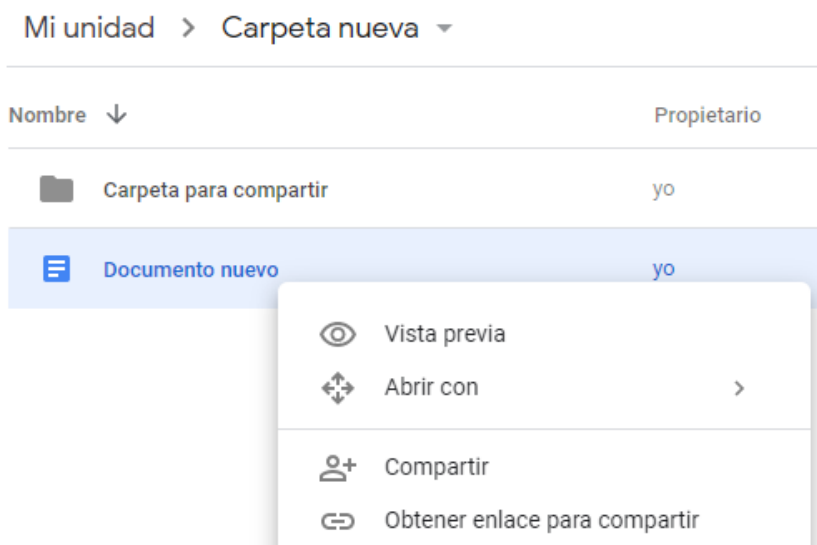 Mi unidad > Carpeta nueva
Nombre Propietario
Carpeta para compartir yo
Documento nuevo yo
Vista previa
Abrir con
Compartir
Obtener enlace para compartir